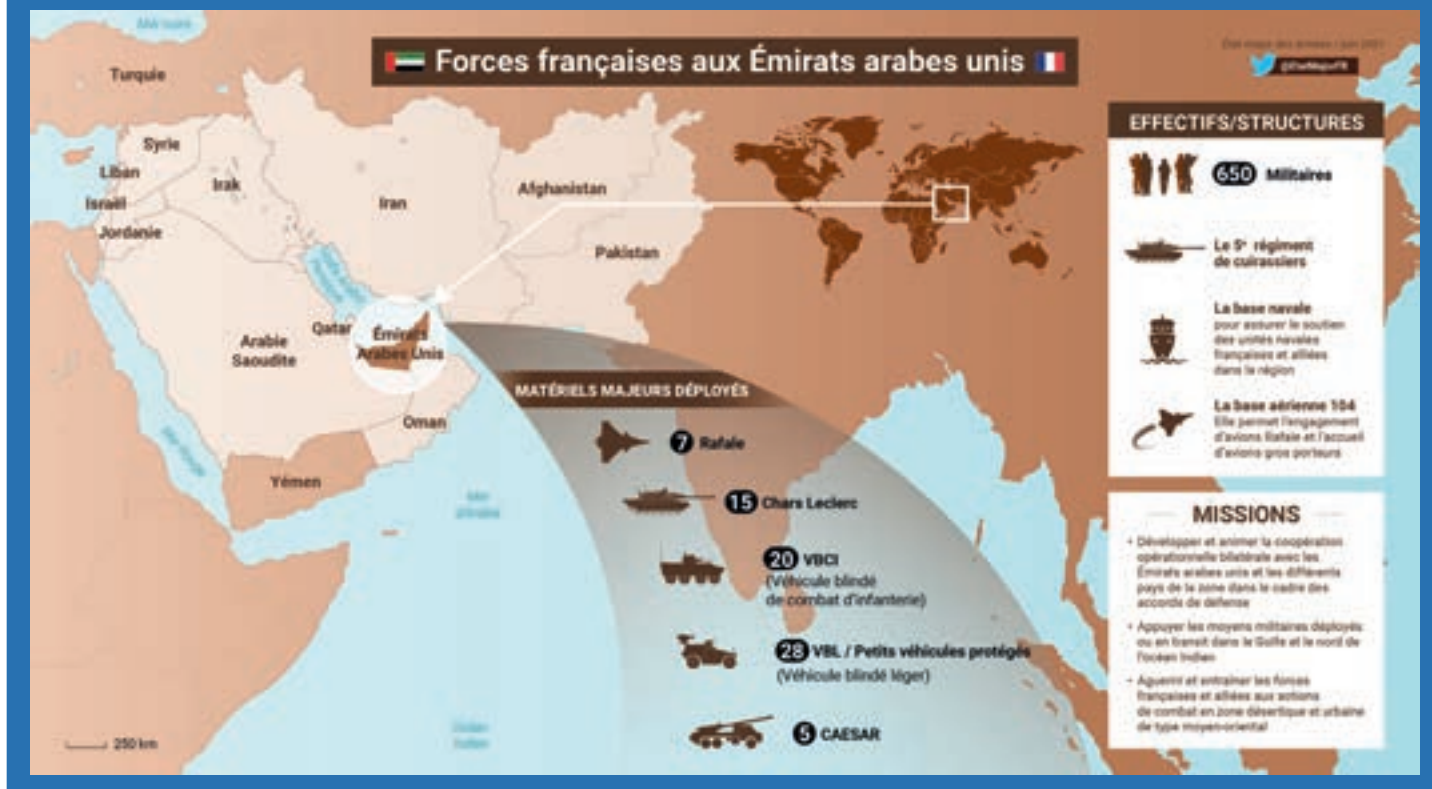 Forces françaises aux Émirats arabes unis
Turquie
Syrie
Liban
Israël
Jordanie
Irak
Iran
Afghanistan
Pakistan
Qatar
Émirats
Arabes Unis
Arabie
Saoudite
Oman
Yémen
250 km
MATÉRIELS MAJEURS DÉPLOYÉS
7 Rafale
15 Chars Leclerc
20 VBCI
(Véhicule blindé
de combat d'infanterie)
28 VBL / Petits véhicules protégés
(Véhicule blindé léger)
5 CAESAR
@EtatMajorFR
EFFECTIFS/STRUCTURES
650 Militaires
Le 5e régiment
de cuirassiers
La base navale
pour assurer le soutien
des unités navales
françaises et alliées
dans la région
La base aérienne 104
Elle permet l'engagement
d'avions Rafale et l'accueil
d'avions gros porteurs
MISSIONS
• Développer et animer la coopération
opérationnelle bilatérale avec les
Émirats arabes unis et les différents
pays de la zone dans le cadre des
accords de défense
• Appuyer les moyens militaires déployés
ou en transit dans le Golfe et le nord de
l'océan Indien
• Aguerrir et entraîner les forces
françaises et alliées aux actions
de combat en zone désertique et urbaine
de type moyen-oriental